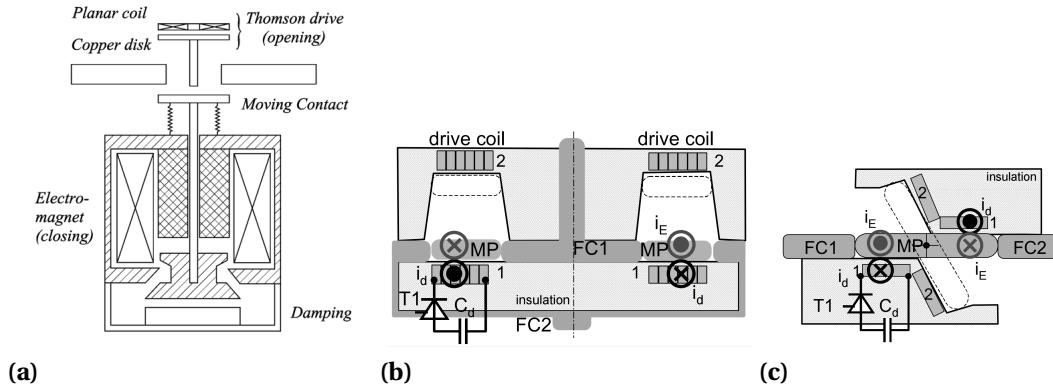 Planar coil
Copper disk
Thomson drive
(opening)
Moving Contact
Electro-
magnet
(closing)
Damping
(a)
drive coil
drive coil
2
2
i_E
MP
FC1
MP
i_d
1
1
i_d
T1
C_d
insulation
FC2
(b)
insulation
2
i_d
1
i_E
FC1
MP
FC2
i_E
1
i_d
2
T1
C_d
(c)